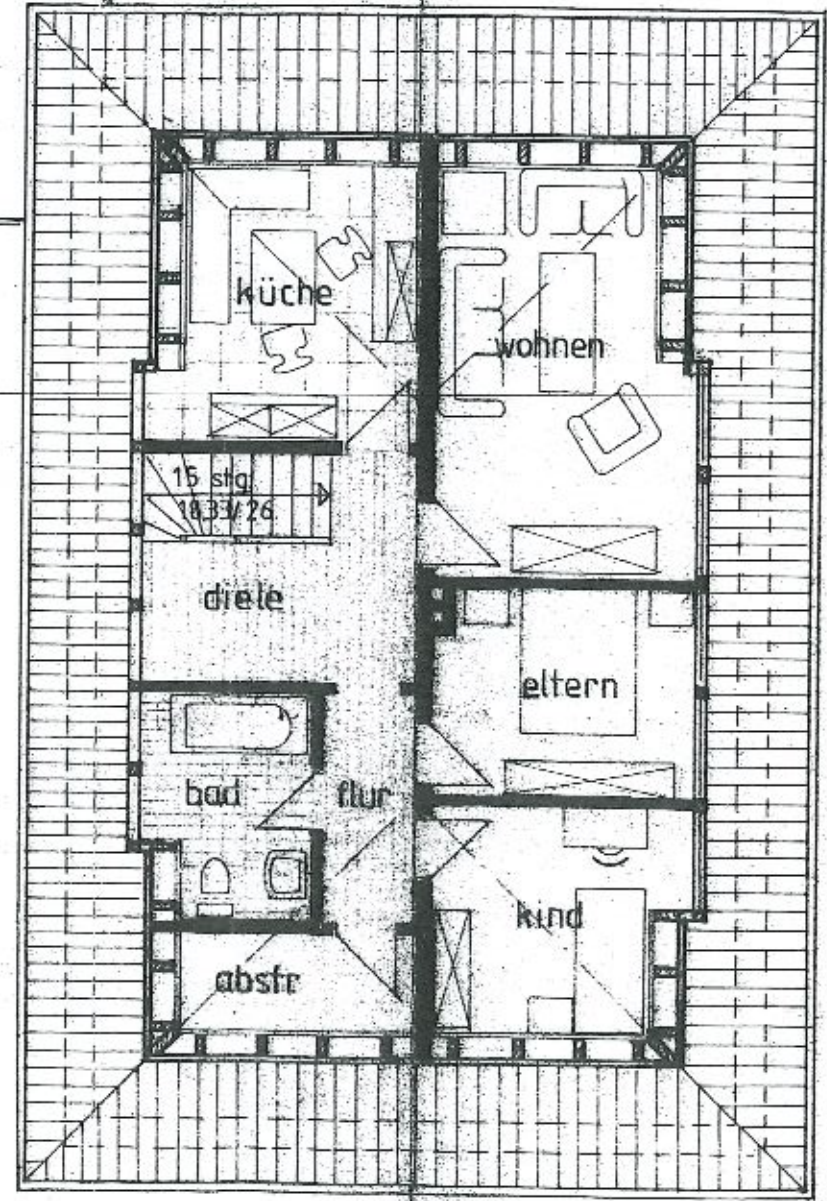 küche
wohnen
15 stg
18.33/26
diele
eltern
bad
flur
kind
abstr